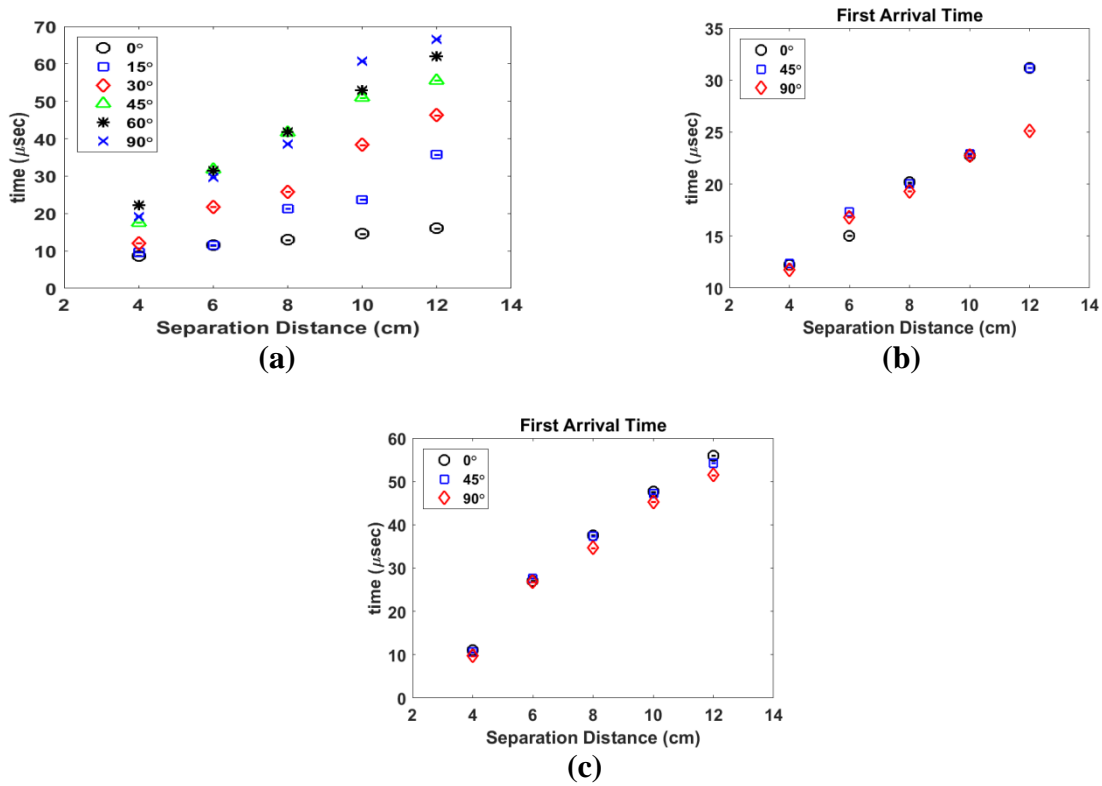 70
60
50
40
30
20
10
0
time (μsec)
0°
15°
30°
45°
60°
90°
2 4 6 8 10 12 14
Separation Distance (cm)
(a)
First Arrival Time
35
30
25
20
15
10
time (μsec)
0°
45°
90°
2 4 6 8 10 12 14
Separation Distance (cm)
(b)
First Arrival Time
60
50
40
30
20
10
0
time (μsec)
0°
45°
90°
2 4 6 8 10 12 14
Separation Distance (cm)
(c)